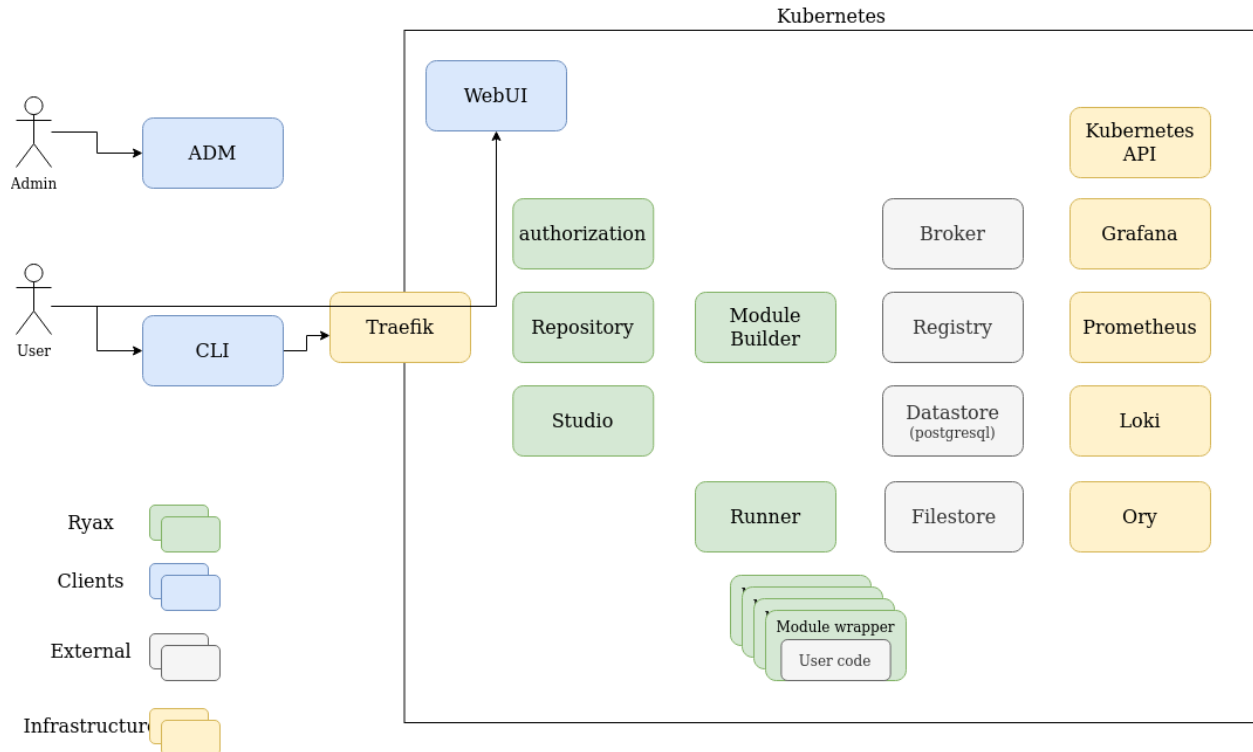 Kubernetes
WebUI
Kubernetes
API
ADM
Admin
authorization
Broker
Grafana
User
CLI
Traefik
Repository
Module
Builder
Registry
Prometheus
Studio
Datastore
(postgresql)
Loki
Runner
Filestore
Ory
Ryax
Clients
External
Infrastructure
Module wrapper
User code